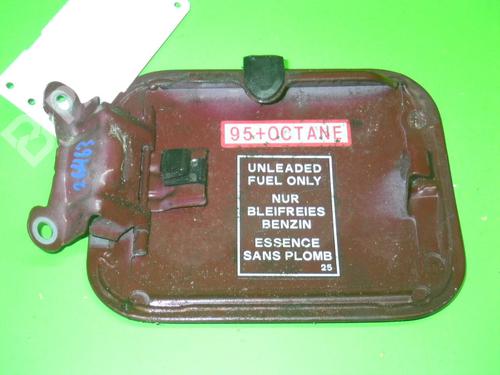 95+OCTANE
UNLEADED
FUEL ONLY
NUR
BLEIFREIES
BENZIN
ESSENCE
SANS PLOMB
25